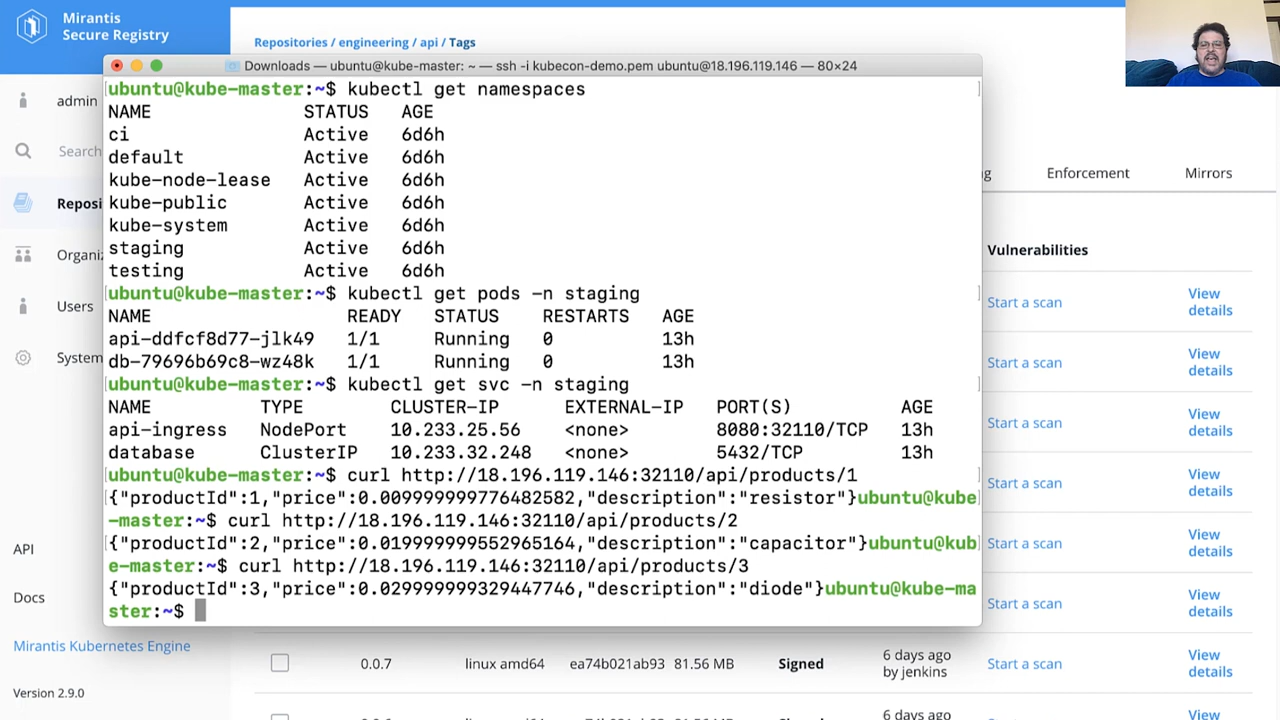 Mirantis
Secure Registry
admin
Search
Reposi
Organiz
Users
System
API
Docs
Mirantis Kubernetes Engine
Version 2.9.0
Repositories / engineering / api / Tags
Downloads — ubuntu@kube-master: ~ — ssh -i kubecon-demo.pem ubuntu@18.196.119.146 — 80×24
ubuntu@kube-master:~$ kubectl get namespaces
NAME STATUS AGE
ci Active 6d6h
default Active 6d6h
kube-node-lease Active 6d6h
kube-public Active 6d6h
kube-system Active 6d6h
staging Active 6d6h
testing Active 6d6h
ubuntu@kube-master:~$ kubectl get pods -n staging
NAME READY STATUS RESTARTS AGE
api-ddfcf8d77-jlk49 1/1 Running 0 13h
db-79696b69c8-wz48k 1/1 Running 0 13h
ubuntu@kube-master:~$ kubectl get svc -n staging
NAME TYPE CLUSTER-IP EXTERNAL-IP PORT(S) AGE
api-ingress NodePort 10.233.25.56 <none> 8080:32110/TCP 13h
database ClusterIP 10.233.32.248 <none> 5432/TCP 13h
ubuntu@kube-master:~$ curl http://18.196.119.146:32110/api/products/1
{"productId":1,"price":0.009999999776482582,"description":"resistor"}ubuntu@kube
-master:~$ curl http://18.196.119.146:32110/api/products/2
{"productId":2,"price":0.019999999552965164,"description":"capacitor"}ubuntu@kub
e-master:~$ curl http://18.196.119.146:32110/api/products/3
{"productId":3,"price":0.029999999329447746,"description":"diode"}ubuntu@kube-ma
ster:~$
ng Enforcement Mirrors
Vulnerabilities
Start a scan View
details
Start a scan View
details
Start a scan View
details
Start a scan View
details
Start a scan View
details
Start a scan View
details
0.0.7 linux amd64 ea74b021ab93 81.56 MB Signed 6 days ago
by jenkins Start a scan View
details
6 days ago View